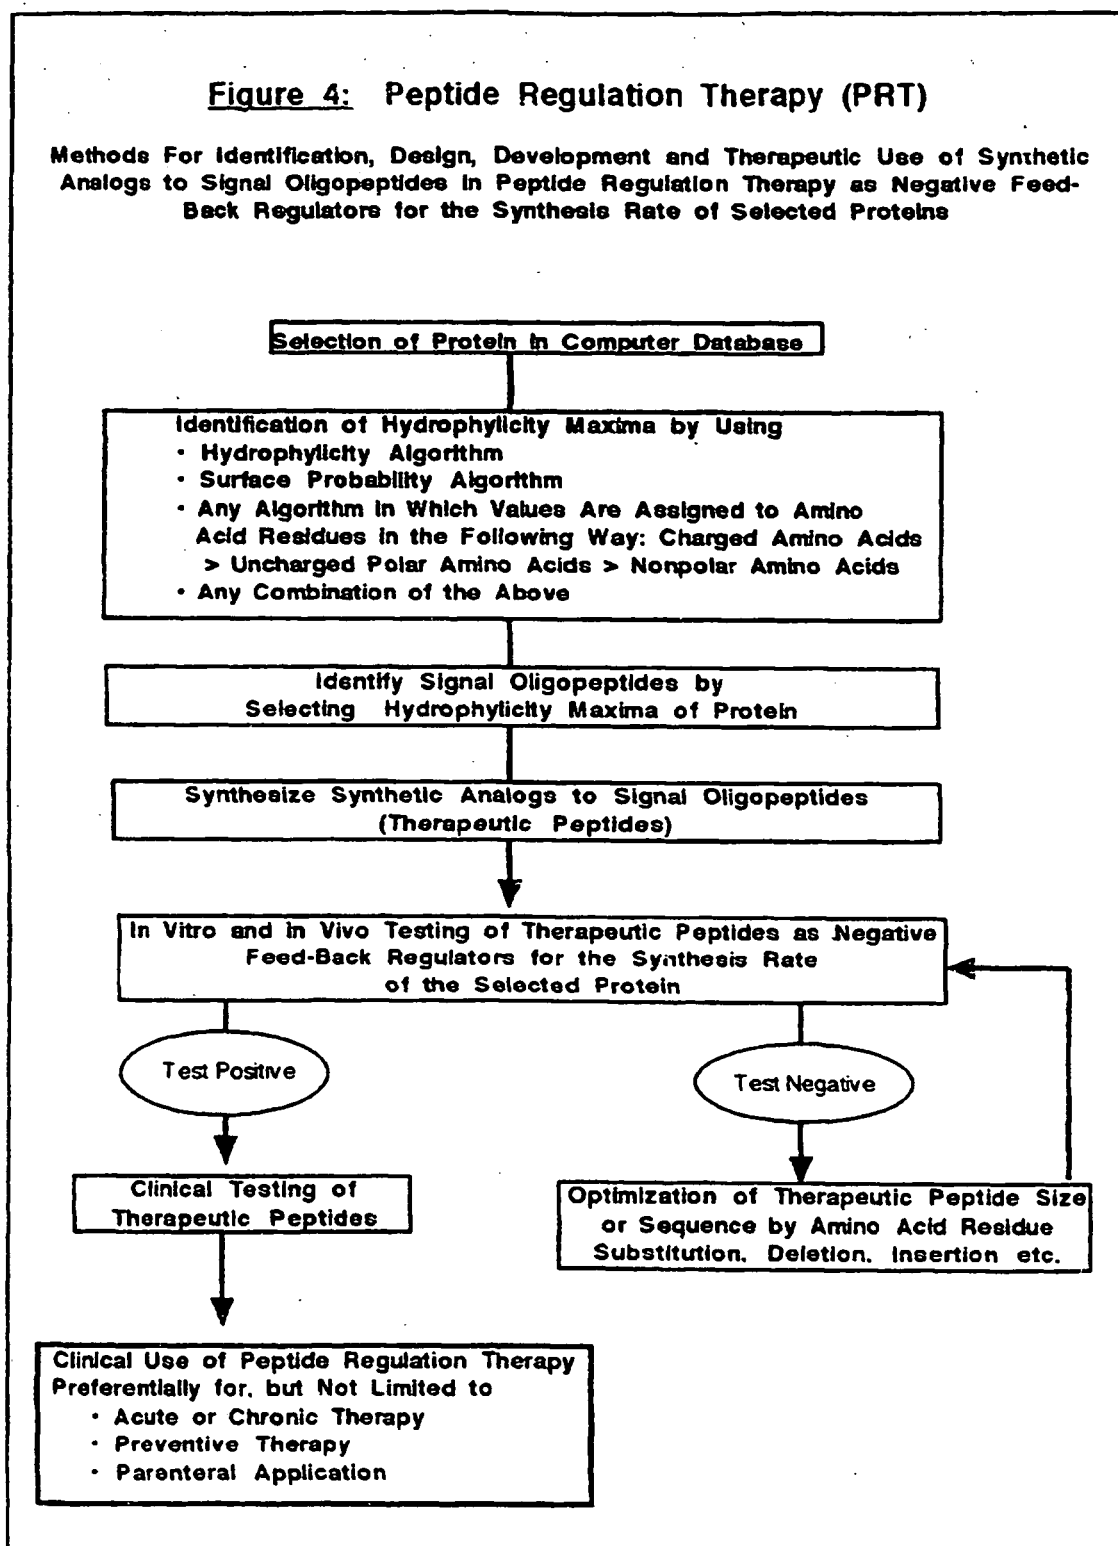 Figure 4: Peptide Regulation Therapy (PRT)
Methods For Identification, Design, Development and Therapeutic Use of Synthetic
Analogs to Signal Oligopeptides in Peptide Regulation Therapy as Negative Feed-
Back Regulators for the Synthesis Rate of Selected Proteins
Selection of Protein in Computer Database
Identification of Hydrophylicity Maxima by Using
• Hydrophylicity Algorithm
• Surface Probability Algorithm
• Any Algorithm in Which Values Are Assigned to Amino
Acid Residues in the Following Way: Charged Amino Acids
> Uncharged Polar Amino Acids > Nonpolar Amino Acids
• Any Combination of the Above
Identify Signal Oligopeptides by
Selecting Hydrophylicity Maxima of Protein
Synthesize Synthetic Analogs to Signal Oligopeptides
(Therapeutic Peptides)
In Vitro and in Vivo Testing of Therapeutic Peptides as Negative
Feed-Back Regulators for the Synthesis Rate
of the Selected Protein
Test Positive
Test Negative
Clinical Testing of
Therapeutic Peptides
Optimization of Therapeutic Peptide Size
or Sequence by Amino Acid Residue
Substitution, Deletion, Insertion etc.
Clinical Use of Peptide Regulation Therapy
Preferentially for, but Not Limited to
• Acute or Chronic Therapy
• Preventive Therapy
• Parenteral Application